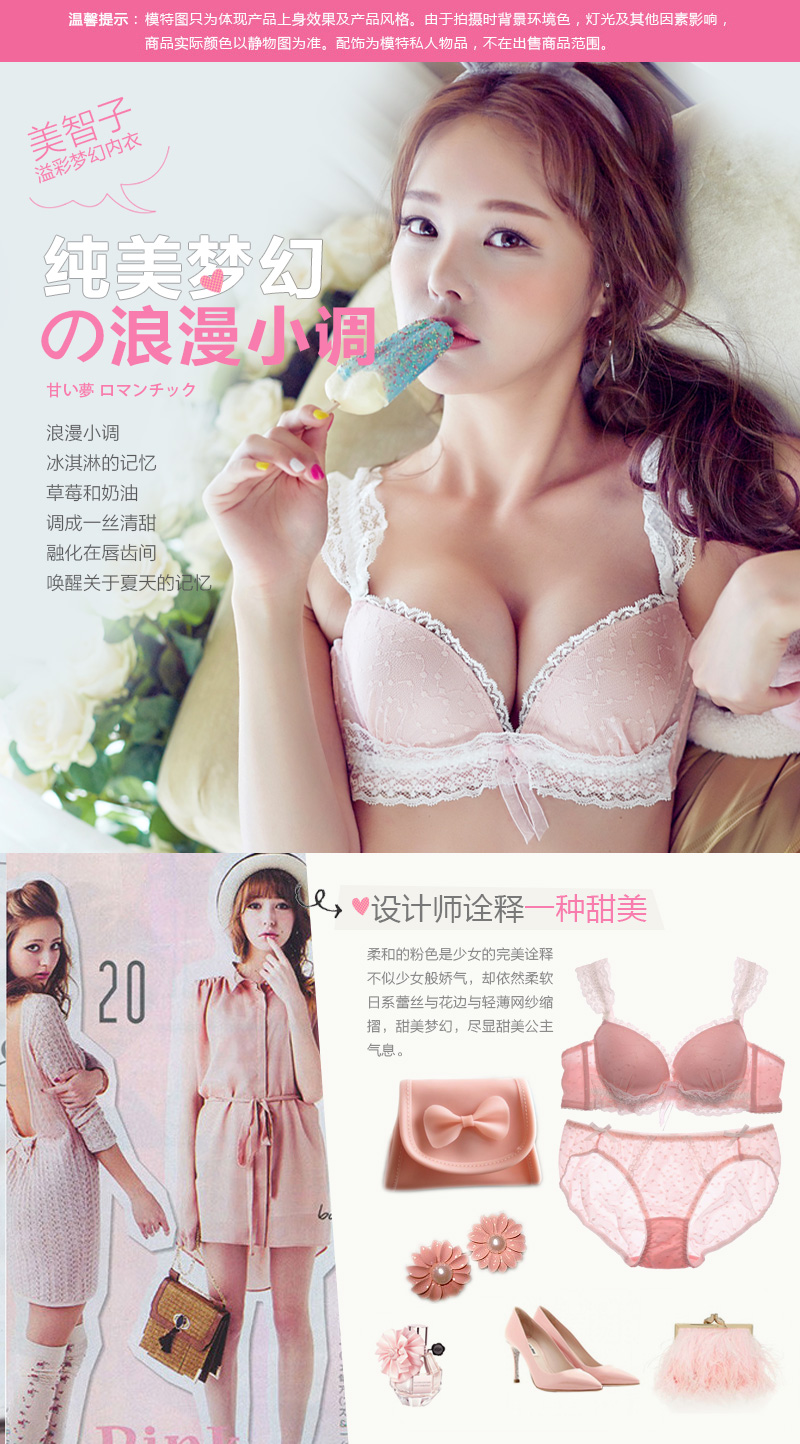 温馨提示：模特图只为体现产品上身效果及产品风格。由于拍摄时背景环境色，灯光及其他因素影响，
商品实际颜色以静物图为准。配饰为模特私人物品，不在出售商品范围。
美智子
溢彩梦幻内衣
纯美梦幻
の浪漫小调
甘い夢 ロマンチック
浪漫小调
冰淇淋的记忆
草莓和奶油
调成一丝清甜
融化在唇齿间
唤醒关于夏天的记忆
设计师诠释一种甜美
柔和的粉色是少女的完美诠释
不似少女般娇气，却依然柔软
日系蕾丝与花边与轻薄网纱缩
摺，甜美梦幻，尽显甜美公主
气息。
20
Pink